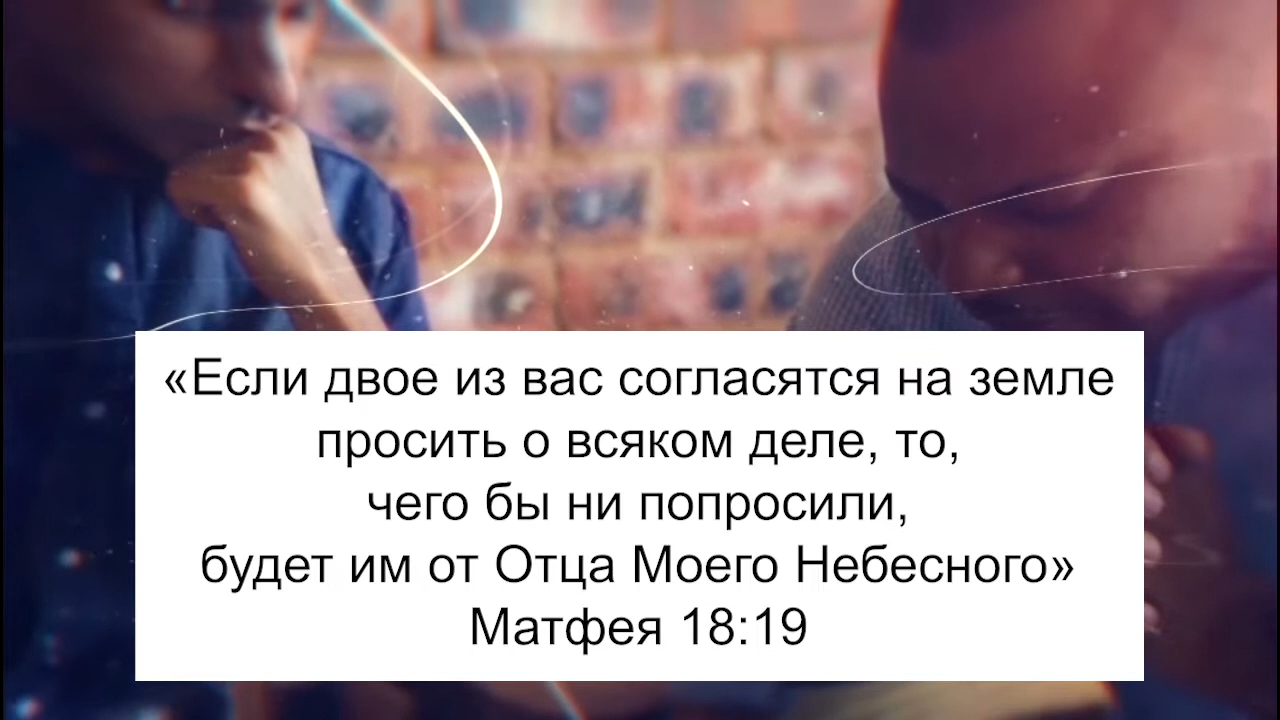 «Если двое из вас согласятся на земле
просить о всяком деле, то,
чего бы ни попросили,
будет им от Отца Моего Небесного»
Матфея 18:19